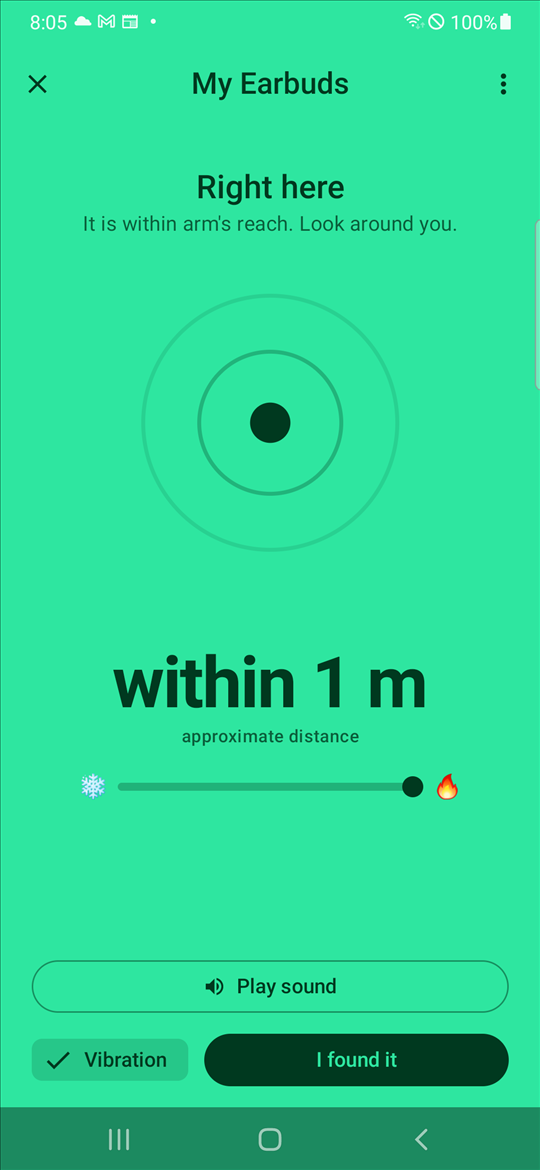 8:05 100%
My Earbuds
Right here
It is within arm's reach. Look around you.
within 1 m
approximate distance
Play sound
Vibration
I found it